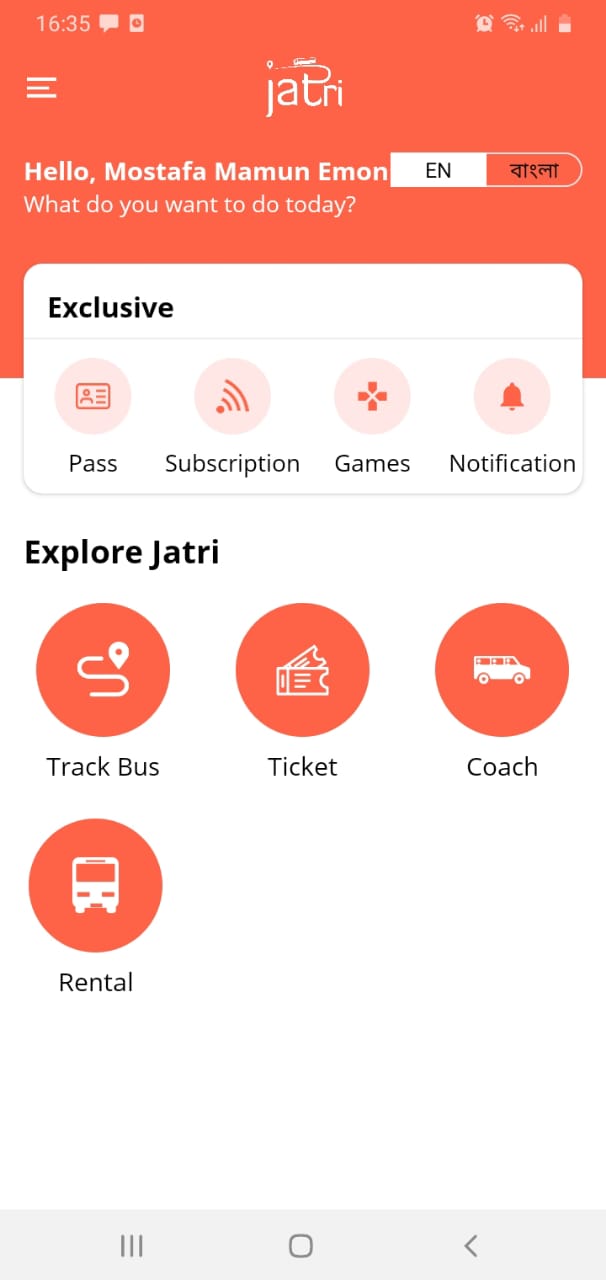 16:35
jatri
Hello, Mostafa Mamun Emon
EN
বাংলা
What do you want to do today?
Exclusive
Pass
Subscription
Games
Notification
Explore Jatri
Track Bus
Ticket
Coach
Rental